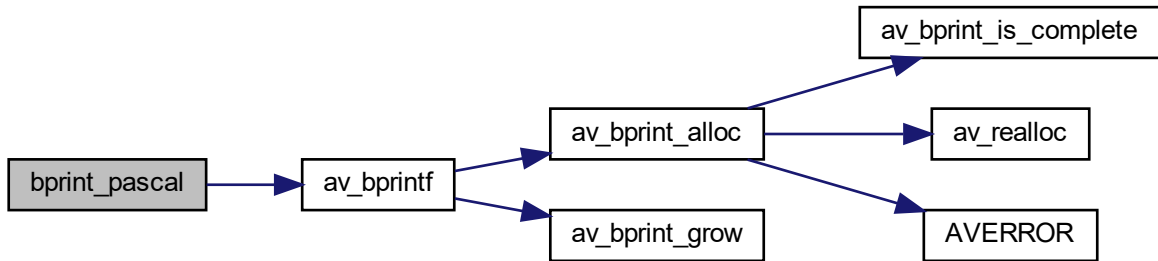 av_bprint_is_complete
av_bprint_alloc
av_realloc
bprint_pascal
av_bprintf
av_bprint_grow
AVERROR